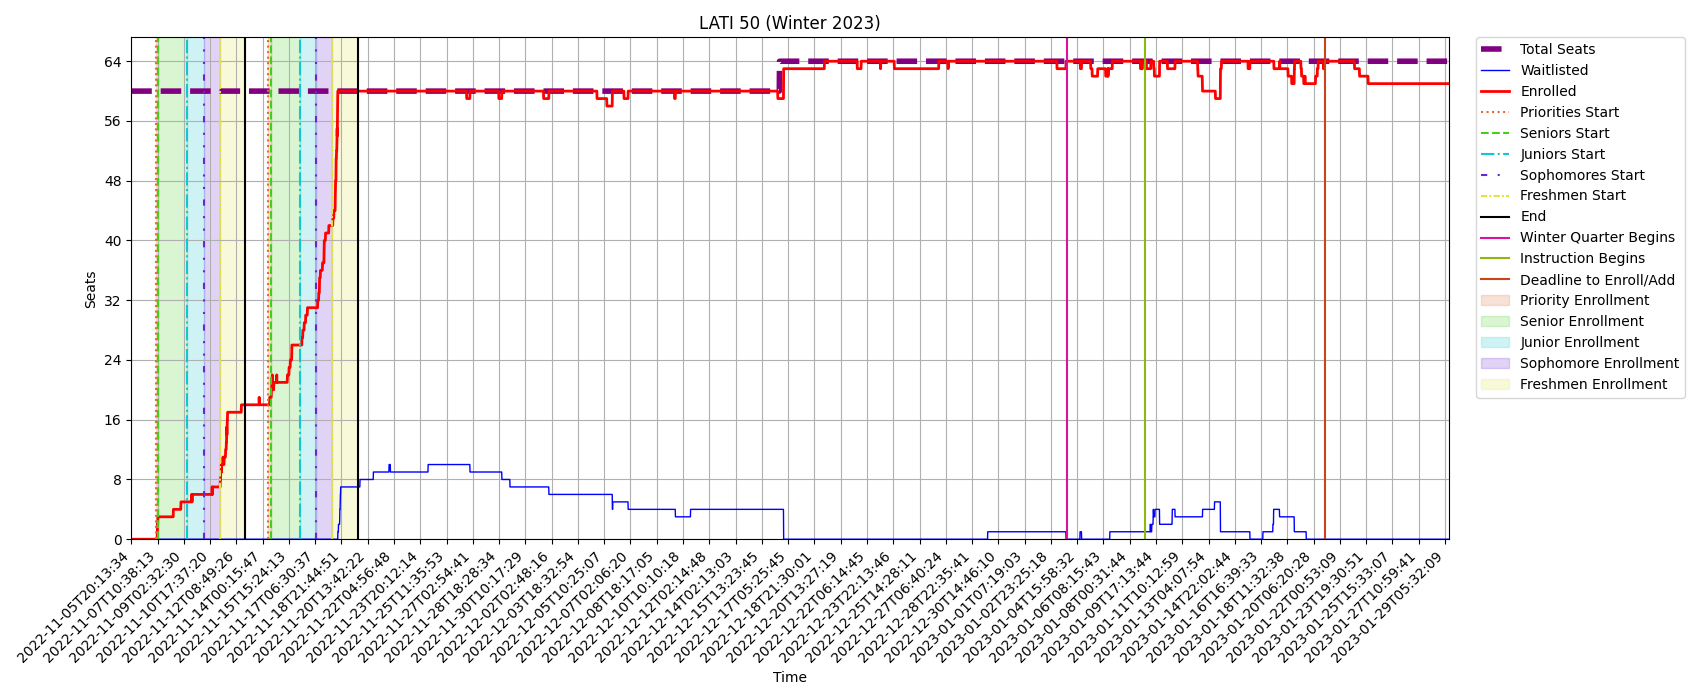 LATI 50 (Winter 2023)
64
56
48
40
32
24
16
8
0
Seats
2022-11-05T20:13:34
2022-11-07T10:38:13
2022-11-09T02:32:30
2022-11-10T17:37:20
2022-11-12T08:49:26
2022-11-14T00:15:47
2022-11-15T15:24:13
2022-11-17T06:30:37
2022-11-18T21:44:51
2022-11-20T13:42:22
2022-11-22T04:56:48
2022-11-23T20:12:14
2022-11-25T11:35:53
2022-11-27T02:54:41
2022-11-28T18:28:34
2022-11-30T10:17:29
2022-12-02T02:48:16
2022-12-03T18:32:54
2022-12-05T10:25:07
2022-12-07T02:06:20
2022-12-08T18:17:05
2022-12-10T10:10:18
2022-12-12T02:14:48
2022-12-14T02:13:03
2022-12-15T13:23:45
2022-12-17T05:25:45
2022-12-18T21:30:01
2022-12-20T13:27:19
2022-12-22T06:14:45
2022-12-23T22:13:46
2022-12-25T14:28:11
2022-12-27T06:40:24
2022-12-28T22:35:41
2022-12-30T14:46:10
2023-01-01T07:19:03
2023-01-02T23:25:18
2023-01-04T15:58:32
2023-01-06T08:15:43
2023-01-08T00:31:44
2023-01-09T17:13:44
2023-01-11T10:12:59
2023-01-13T04:07:54
2023-01-14T22:02:44
2023-01-16T16:39:33
2023-01-18T11:32:38
2023-01-20T06:20:28
2023-01-22T00:53:09
2023-01-23T19:30:51
2023-01-25T15:33:07
2023-01-27T10:59:41
2023-01-29T05:32:09
Time
Total Seats
Waitlisted
Enrolled
Priorities Start
Seniors Start
Juniors Start
Sophomores Start
Freshmen Start
End
Winter Quarter Begins
Instruction Begins
Deadline to Enroll/Add
Priority Enrollment
Senior Enrollment
Junior Enrollment
Sophomore Enrollment
Freshmen Enrollment